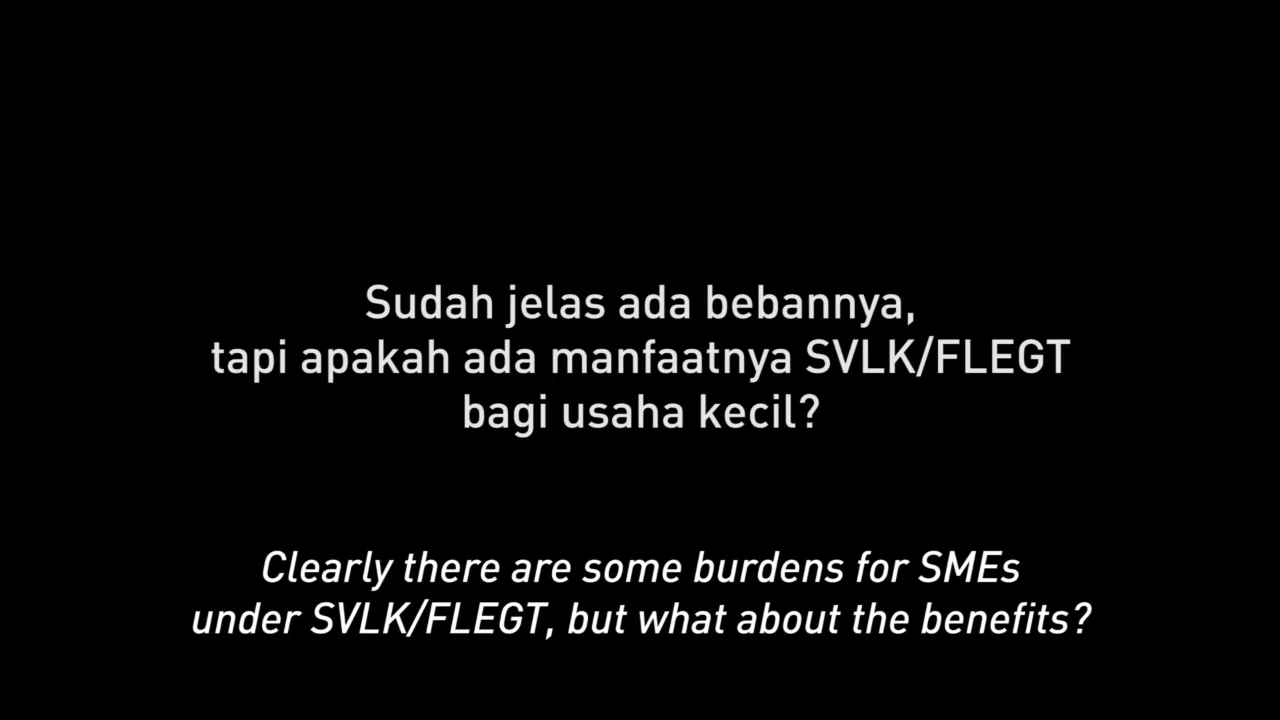 Sudah jelas ada bebannya,
tapi apakah ada manfaatnya SVLK/FLEGT
bagi usaha kecil?
Clearly there are some burdens for SMEs
under SVLK/FLEGT, but what about the benefits?